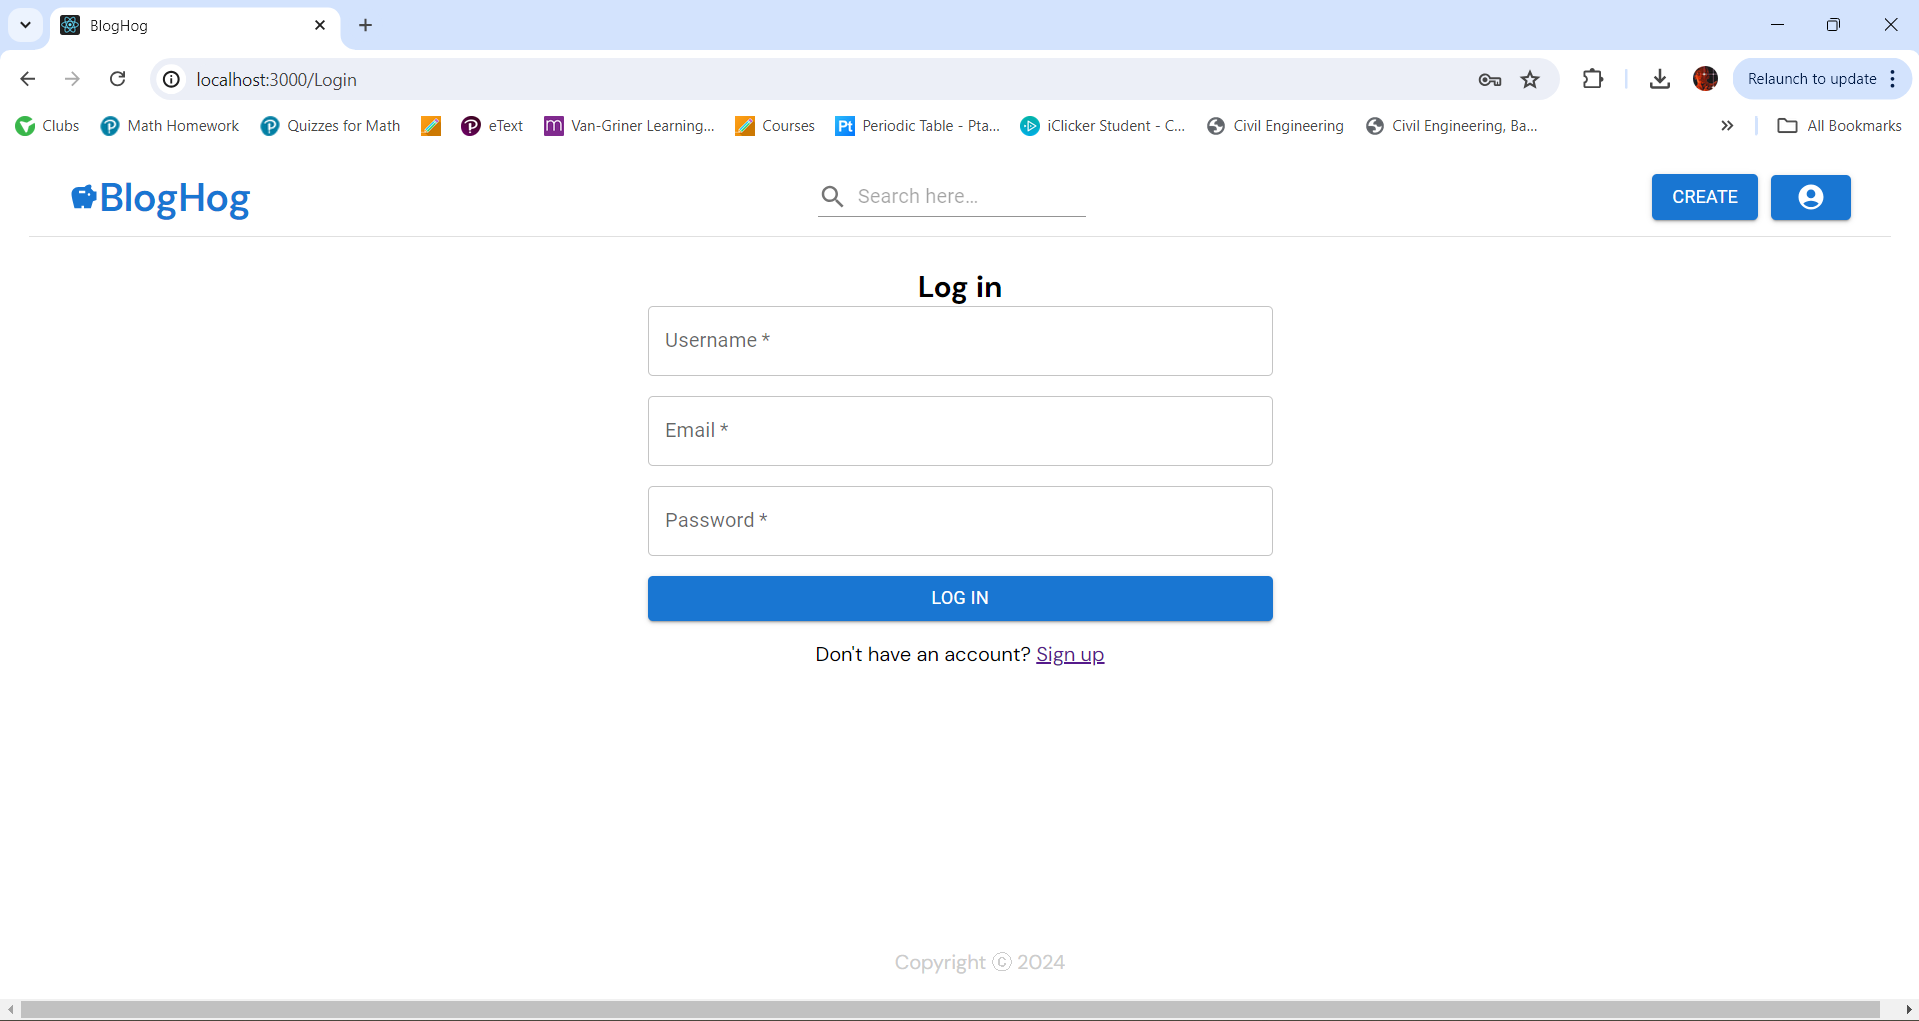 BlogHog
localhost:3000/Login
Relaunch to update
Clubs Math Homework Quizzes for Math eText Van-Griner Learning... Courses Pt Periodic Table - Pta... iClicker Student - C... Civil Engineering Civil Engineering, Ba... All Bookmarks
BlogHog
Search here...
CREATE
Log in
Username *
Email *
Password *
LOG IN
Don't have an account? Sign up
Copyright © 2024